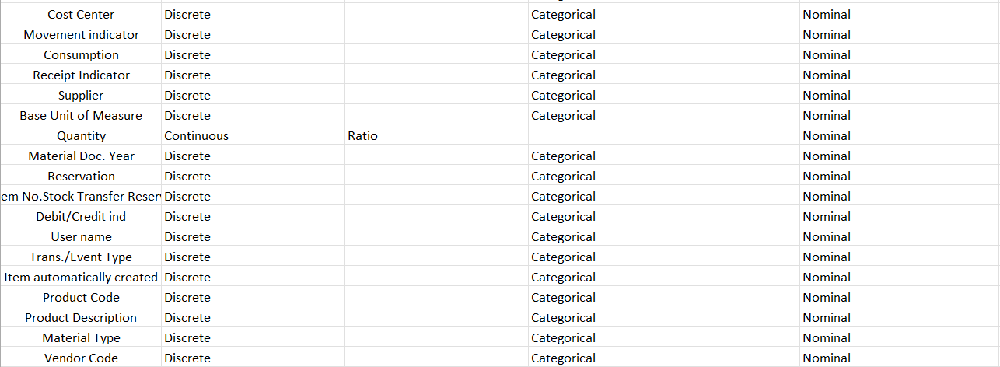 Cost Center Discrete Categorical Nominal
Movement indicator Discrete Categorical Nominal
Consumption Discrete Categorical Nominal
Receipt Indicator Discrete Categorical Nominal
Supplier Discrete Categorical Nominal
Base Unit of Measure Discrete Categorical Nominal
Quantity Continuous Ratio Nominal
Material Doc. Year Discrete Categorical Nominal
Reservation Discrete Categorical Nominal
em No.Stock Transfer Reser Discrete Categorical Nominal
Debit/Credit ind Discrete Categorical Nominal
User name Discrete Categorical Nominal
Trans./Event Type Discrete Categorical Nominal
Item automatically created Discrete Categorical Nominal
Product Code Discrete Categorical Nominal
Product Description Discrete Categorical Nominal
Material Type Discrete Categorical Nominal
Vendor Code Discrete Categorical Nominal